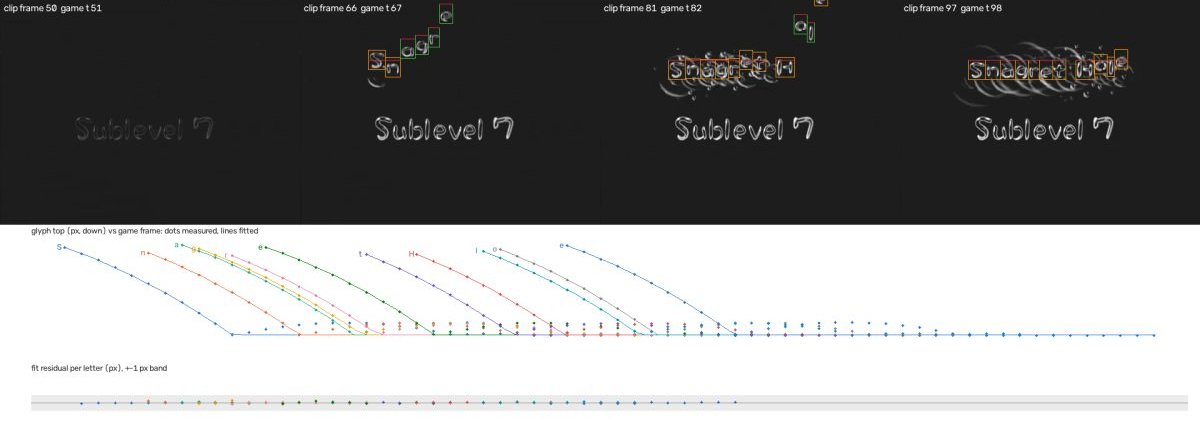 clip frame 50 game t 51
clip frame 66 game t 67
clip frame 81 game t 82
clip frame 97 game t 98
S n a g r e
Snagret H o l
Snagret Hole
Sublevel 7
Sublevel 7
Sublevel 7
Sublevel 7
glyph top (px, down) vs game frame: dots measured, lines fitted
S n a g r e t H l o e
fit residual per letter (px), +-1 px band